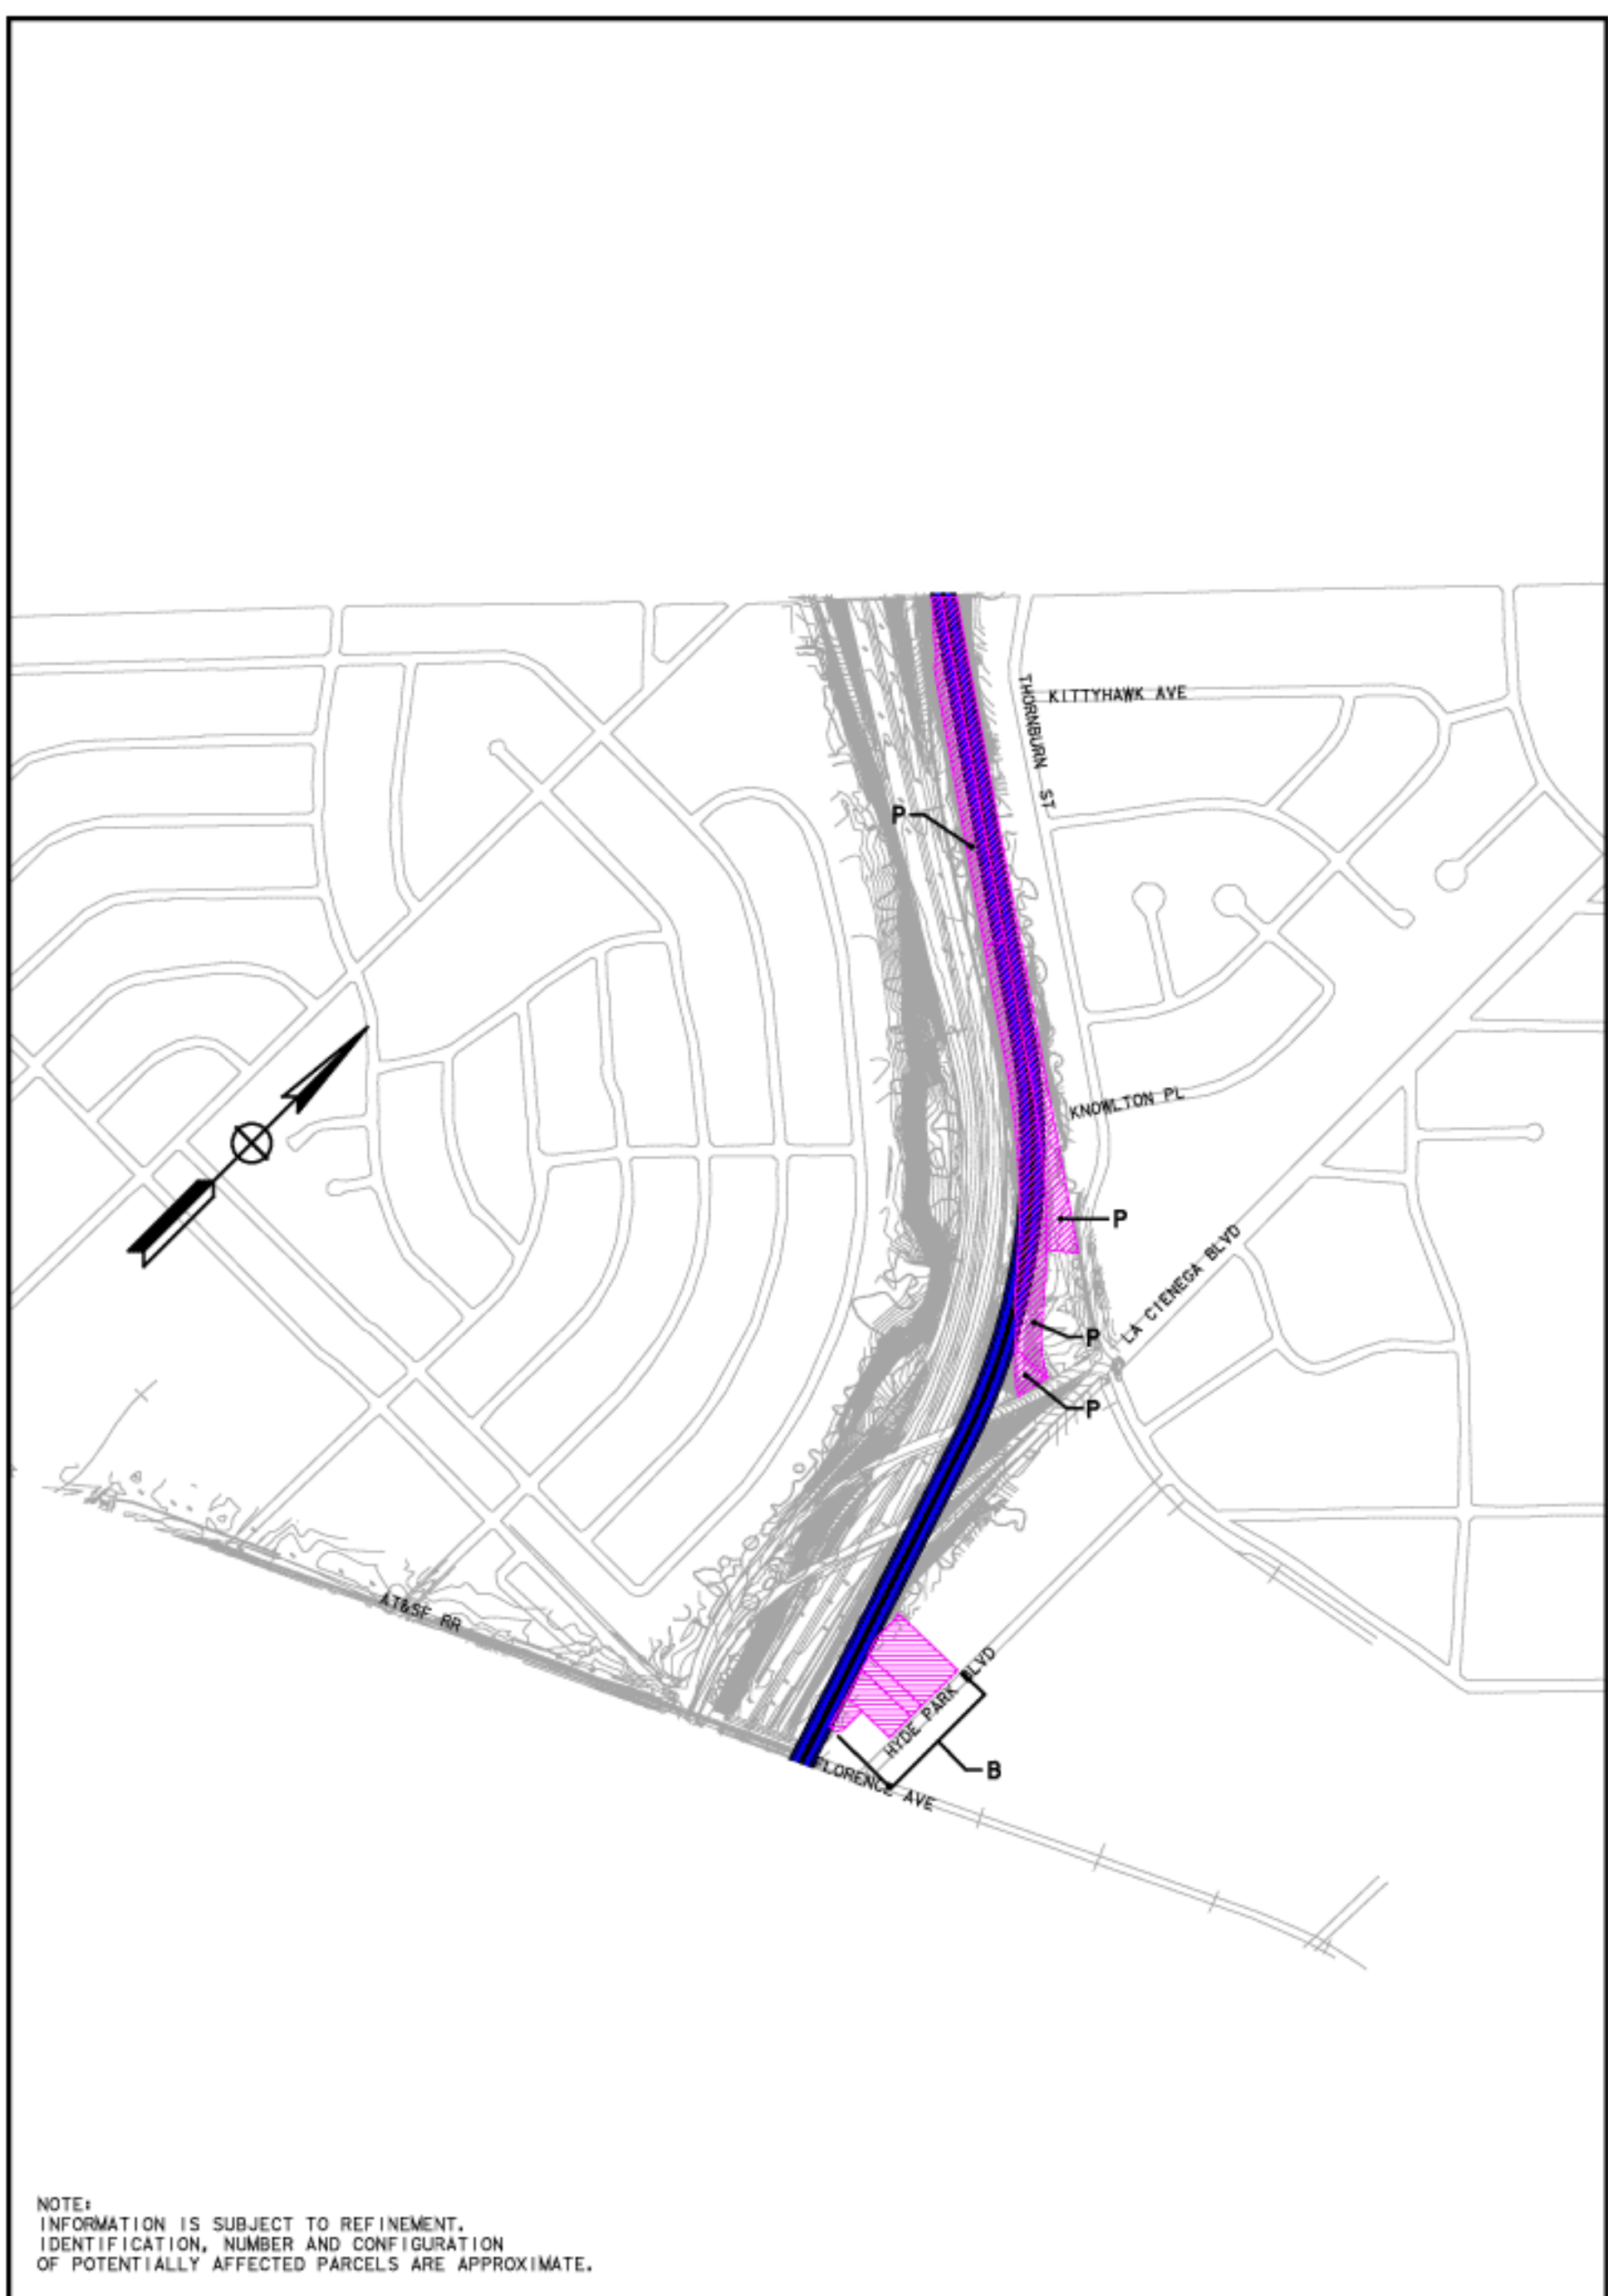 KITTYHAWK AVE
THORNBURN ST
P
KNOWLTON PL
P
LA CIENEGA BLVD
P
P
AT&SF RR
HYDE PARK BLVD
B
FLORENCE AVE
NOTE:
INFORMATION IS SUBJECT TO REFINEMENT.
IDENTIFICATION, NUMBER AND CONFIGURATION
OF POTENTIALLY AFFECTED PARCELS ARE APPROXIMATE.